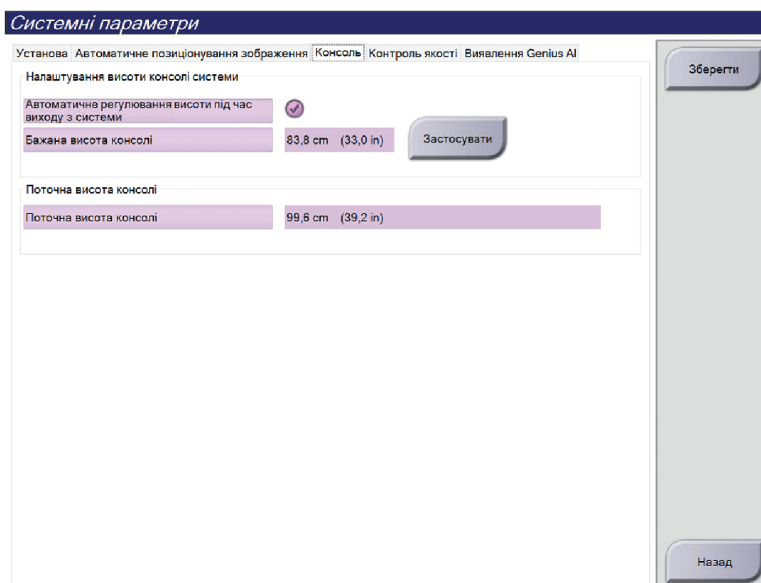 Системні параметри
Установа Автоматичне позиціонування зображення Консоль Контроль якості Виявлення Genius AI
Зберегти
Налаштування висоти консолі системи
Автоматичне регулювання висоти під час
виходу з системи
Бажана висота консолі 83,8 cm (33,0 in) Застосувати
Поточна висота консолі
Поточна висота консолі 99,6 cm (39,2 in)
Назад